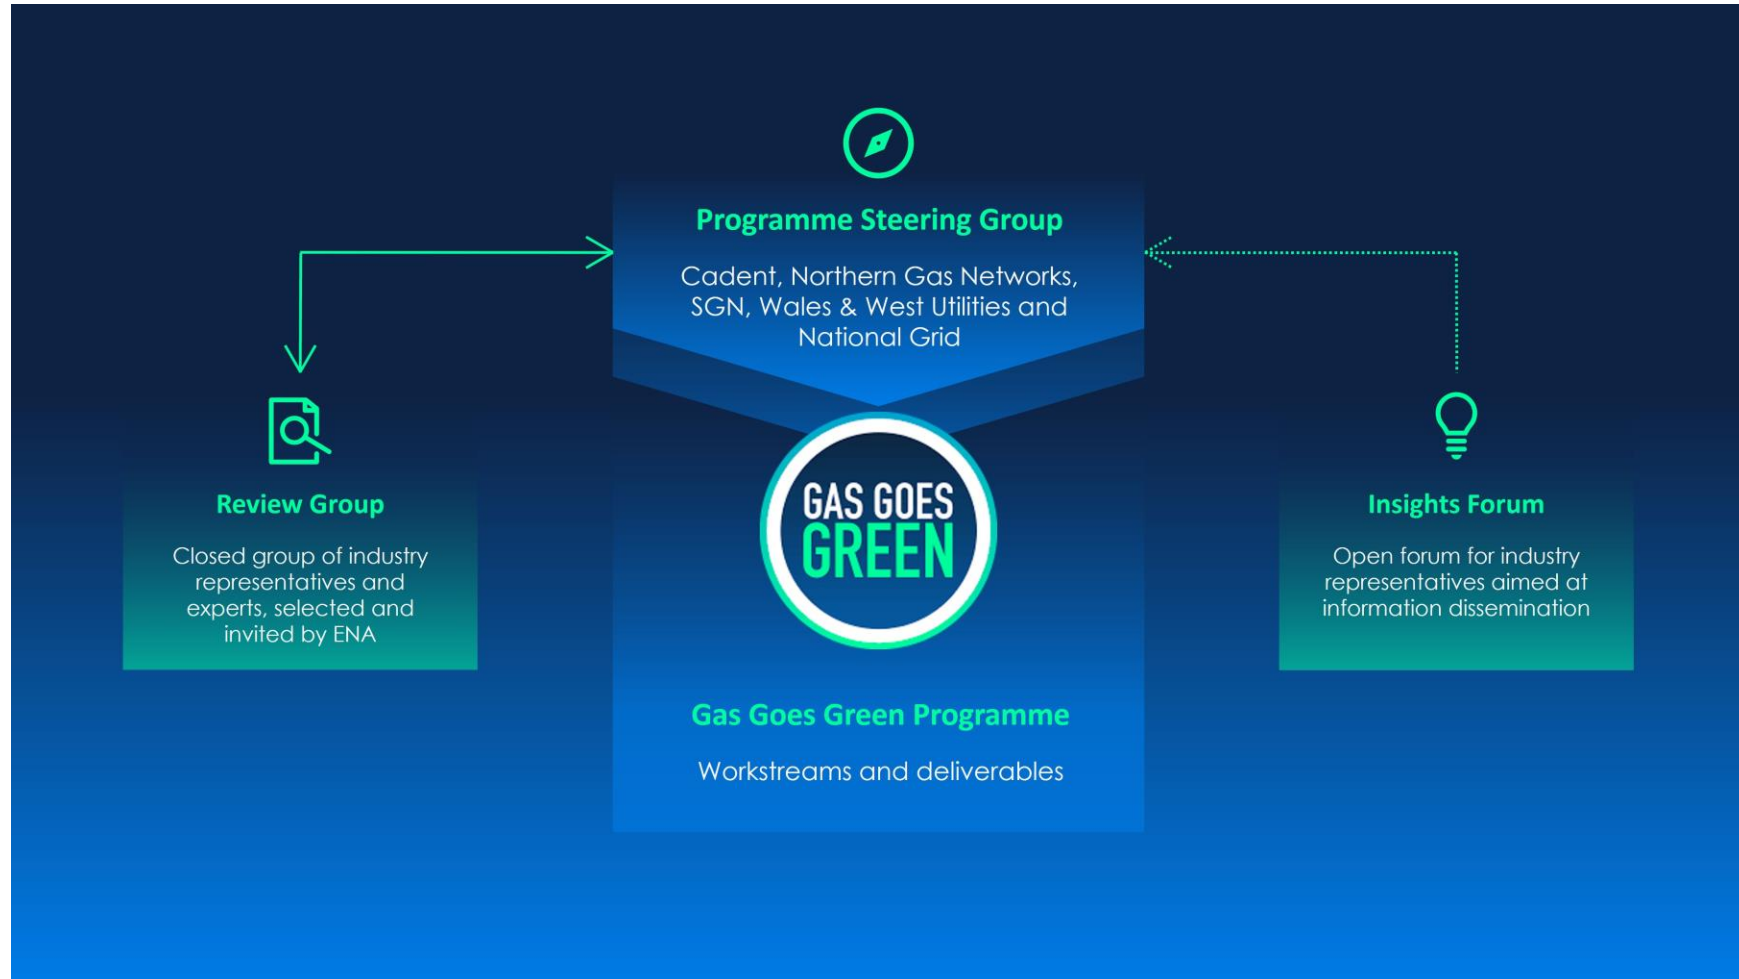 Programme Steering Group
Cadent, Northern Gas Networks,
SGN, Wales & West Utilities and
National Grid
Review Group
Closed group of industry
representatives and
experts, selected and
invited by ENA
GAS GOES
GREEN
Insights Forum
Open forum for industry
representatives aimed at
information dissemination
Gas Goes Green Programme
Workstreams and deliverables